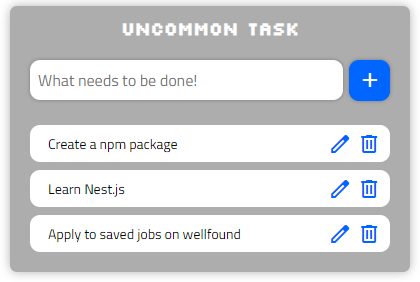 UNCOMMON TASK
What needs to be done!
+
Create a npm package
Learn Nest.js
Apply to saved jobs on wellfound